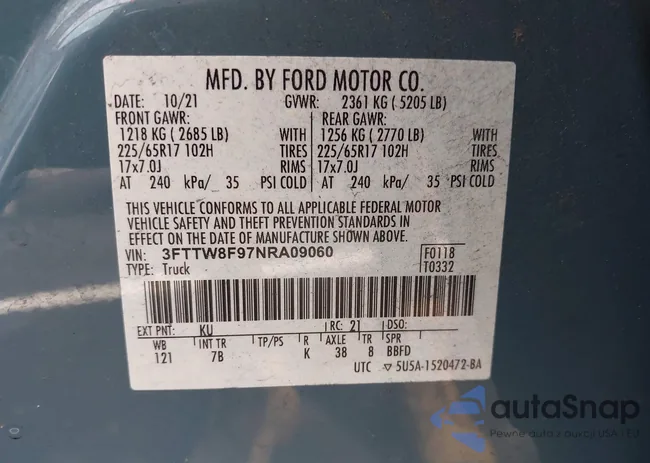 MFD. BY FORD MOTOR CO.
DATE: 10/21 GVWR: 2361 KG ( 5205 LB)
FRONT GAWR: REAR GAWR:
1218 KG ( 2685 LB) WITH 1256 KG ( 2770 LB) WITH
225/65R17 102H TIRES 225/65R17 102H TIRES
17x7.0J RIMS 17x7.0J RIMS
AT 240 kPa/ 35 PSI COLD AT 240 kPa/ 35 PSI COLD
THIS VEHICLE CONFORMS TO ALL APPLICABLE FEDERAL MOTOR
VEHICLE SAFETY AND THEFT PREVENTION STANDARDS IN
EFFECT ON THE DATE OF MANUFACTURE SHOWN ABOVE.
VIN: 3FTTW8F97NRA09060 F0118
TYPE: Truck T0332
EXT PNT: KU RC: 21 DSO:
WB INT TR TP/PS R AXLE TR SPR
121 7B K 38 8 BBFD
UTC ▽ 5U5A-1520472-BA
autaSnap
Pewne auta z aukcji USA - EU